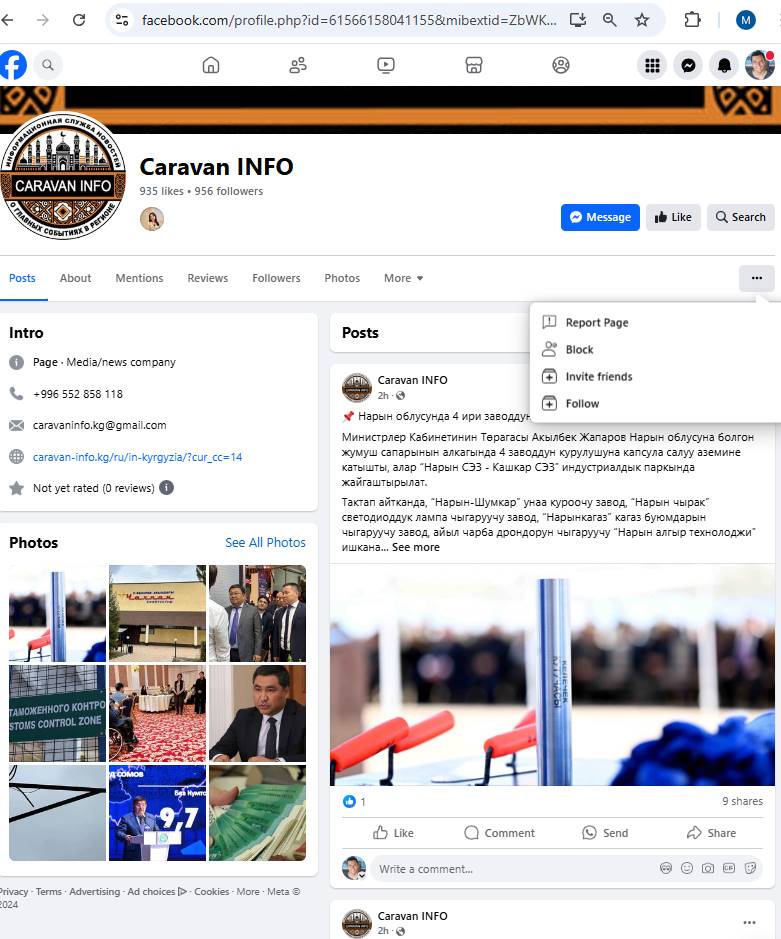 facebook.com/profile.php?id=61566158041155&mibextid=ZbWK...
M
ИНФОРМАЦИОННАЯ СЛУЖБА НОВОСТЕЙ
CARAVAN INFO
О ГЛАВНЫХ СОБЫТИЯХ В РЕГИОНЕ
Caravan INFO
935 likes • 956 followers
Message
Like
Search
Posts
About
Mentions
Reviews
Followers
Photos
More
Report Page
Block
Invite friends
Follow
Intro
Page · Media/news company
+996 552 858 118
caravaninfo.kg@gmail.com
caravan-info.kg/ru/in-kyrgyzia/?cur_cc=14
Not yet rated (0 reviews)
Photos
See All Photos
ТАМОЖЕННОГО КОНТРО
STOMS CONTROL ZONE
Д СОМОВ
9,7
Privacy · Terms · Advertising · Ad choices · Cookies · More · Meta ©
2024
Posts
Caravan INFO
2h ·
📌 Нарын облусунда 4 ири заводдун
Министрлер Кабинетинин Төрагасы Акылбек Жапаров Нарын облусуна болгон
жумуш сапарынын алкагында 4 заводдун курулушуна капсула салуу аземине
катышты, алар “Нарын СЭЗ - Кашкар СЭЗ” индустриалдык паркында
жайгаштырылат.
Тактап айтканда, “Нарын-Шумкар” унаа куроочу завод, “Нарын чырак”
светодиоддук лампа чыгаруучу завод, “Нарынкагаз” кагаз буюмдарын
чыгаруучу завод, айыл чарба дрондорун чыгаруучу “Нарын алгыр технолоджи”
ишкана... See more
1
9 shares
Like
Comment
Send
Share
Write a comment...
GIF
Caravan INFO
2h ·